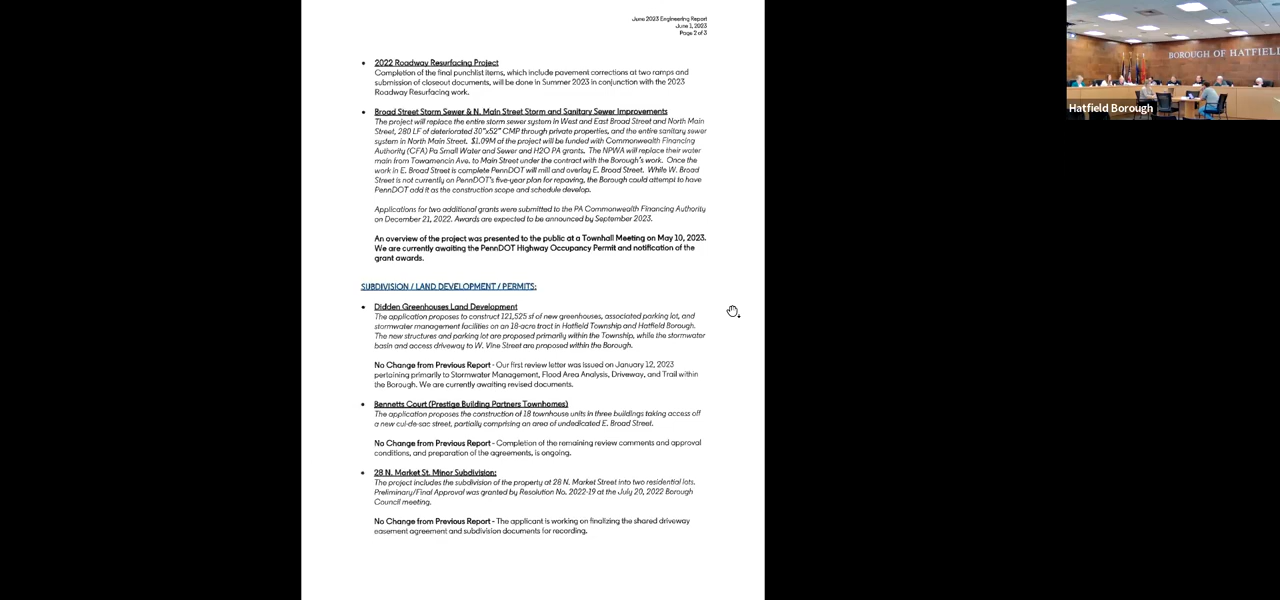 June 2023 Engineering Report
June 1, 2023
Page 2 of 3
BOROUGH OF HATFIEL
Hatfield Borough
• 2022 Roadway Resurfacing Project
Completion of the final punchlist items, which include pavement corrections at two ramps and
submission of closeout documents, will be done in Summer 2023 in conjunction with the 2023
Roadway Resurfacing work.
• Broad Street Storm Sewer & N. Main Street Storm and Sanitary Sewer Improvements
The project will replace the entire storm sewer system in West and East Broad Street and North Main
Street, 280 LF of deteriorated 30"x52" CMP through private properties, and the entire sanitary sewer
system in North Main Street. $1.09M of the project will be funded with Commonwealth Financing
Authority (CFA) Pa Small Water and Sewer and H2O PA grants. The NPWA will replace their water
main from Towamencin Ave. to Main Street under the contract with the Borough's work. Once the
work in E. Broad Street is complete PennDOT will mill and overlay E. Broad Street. While W. Broad
Street is not currently on PennDOT's five-year plan for repaving, the Borough could attempt to have
PennDOT add it as the construction scope and schedule develop.
Applications for two additional grants were submitted to the PA Commonwealth Financing Authority
on December 21, 2022. Awards are expected to be announced by September 2023.
An overview of the project was presented to the public at a Townhall Meeting on May 10, 2023.
We are currently awaiting the PennDOT Highway Occupancy Permit and notification of the
grant awards.
SUBDIVISION / LAND DEVELOPMENT / PERMITS:
• Didden Greenhouses Land Development
The application proposes to construct 121,525 sf of new greenhouses, associated parking lot, and
stormwater management facilities on an 18-acre tract in Hatfield Township and Hatfield Borough.
The new structures and parking lot are proposed primarily within the Township, while the stormwater
basin and access driveway to W. Vine Street are proposed within the Borough.
No Change from Previous Report - Our first review letter was issued on January 12, 2023
pertaining primarily to Stormwater Management, Flood Area Analysis, Driveway, and Trail within
the Borough. We are currently awaiting revised documents.
• Bennetts Court (Prestige Building Partners Townhomes)
The application proposes the construction of 18 townhouse units in three buildings taking access off
a new cul-de-sac street, partially comprising an area of undedicated E. Broad Street.
No Change from Previous Report - Completion of the remaining review comments and approval
conditions, and preparation of the agreements, is ongoing.
• 28 N. Market St. Minor Subdivision:
The project includes the subdivision of the property at 28 N. Market Street into two residential lots.
Preliminary/Final Approval was granted by Resolution No. 2022-19 at the July 20, 2022 Borough
Council meeting.
No Change from Previous Report - The applicant is working on finalizing the shared driveway
easement agreement and subdivision documents for recording.